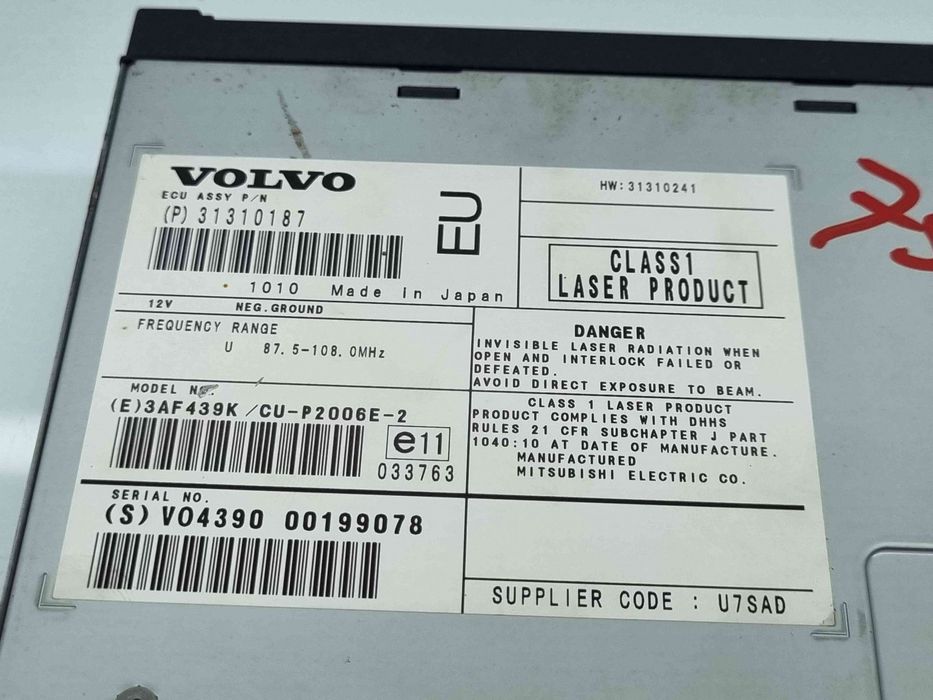 VOLVO
ECU ASSY P/N
(P) 31310187
EU
1010 Made in Japan
HW:31310241
CLASS1
LASER PRODUCT
12V NEG.GROUND
FREQUENCY RANGE
U 87.5-108.0MHz
DANGER
INVISIBLE LASER RADIATION WHEN
OPEN AND INTERLOCK FAILED OR
DEFEATED.
AVOID DIRECT EXPOSURE TO BEAM.
MODEL
(E)3AF439K/CU-P2006E-2
e11
033763
CLASS 1 LASER PRODUCT
PRODUCT COMPLIES WITH DHHS
RULES 21 CFR SUBCHAPTER J PART
1040:10 AT DATE OF MANUFACTURE.
MANUFACTURED
MITSUBISHI ELECTRIC CO.
SERIAL NO.
(S) VO4390 00199078
SUPPLIER CODE : U7SAD